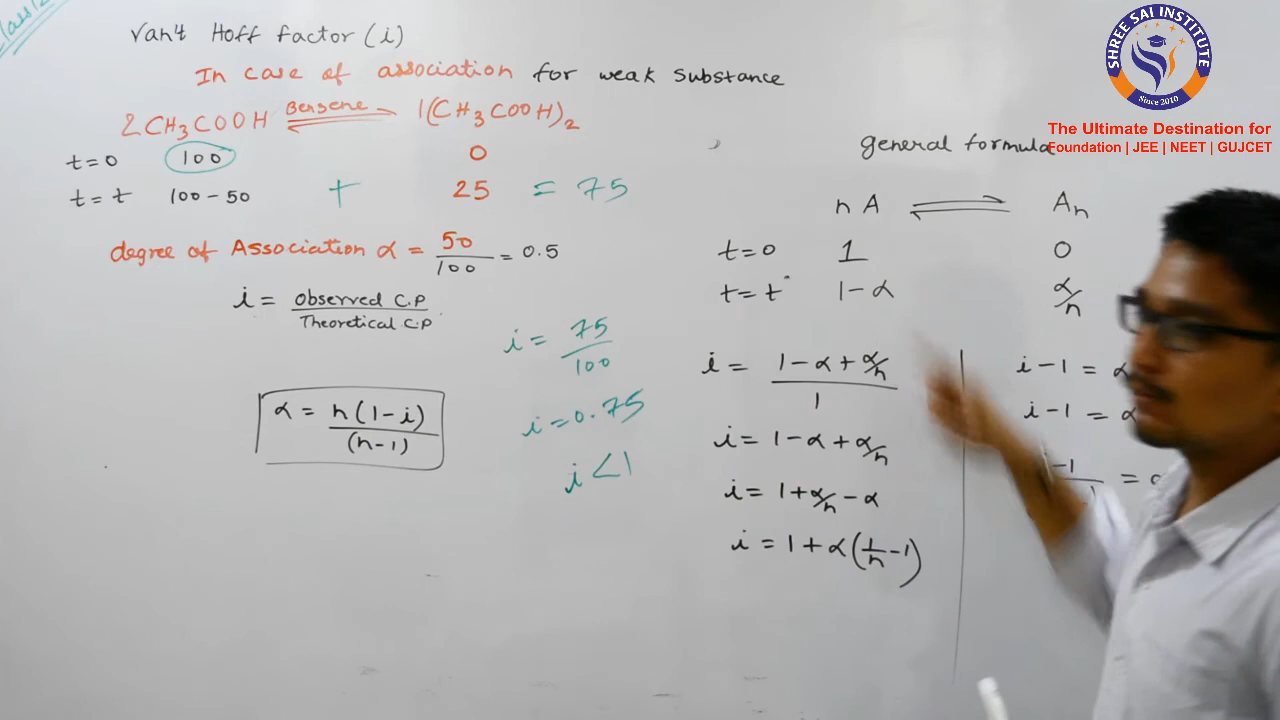 Class 12
Van't Hoff factor (i)
In case of association for weak substance
2CH₃COOH ⇌ Benzene 1(CH₃COOH)₂
t=0 100 0
t=t 100-50 + 25 = 75
degree of Association α = 50/100 = 0.5
i = Observed C.P / Theoretical C.P
α = n(1-i) / (n-1)
i = 75/100
i = 0.75
i < 1
general formula
nA ⇌ An
t=0 1 0
t=t 1-α α/n
i = 1-α+α/n / 1
i = 1-α+α/n
i = 1+α/n-α
i = 1+α(1/n-1)
i-1 = α
i-1 = α
SHREE SAI INSTITUTE
Since 2010
The Ultimate Destination for
Foundation | JEE | NEET | GUJCET